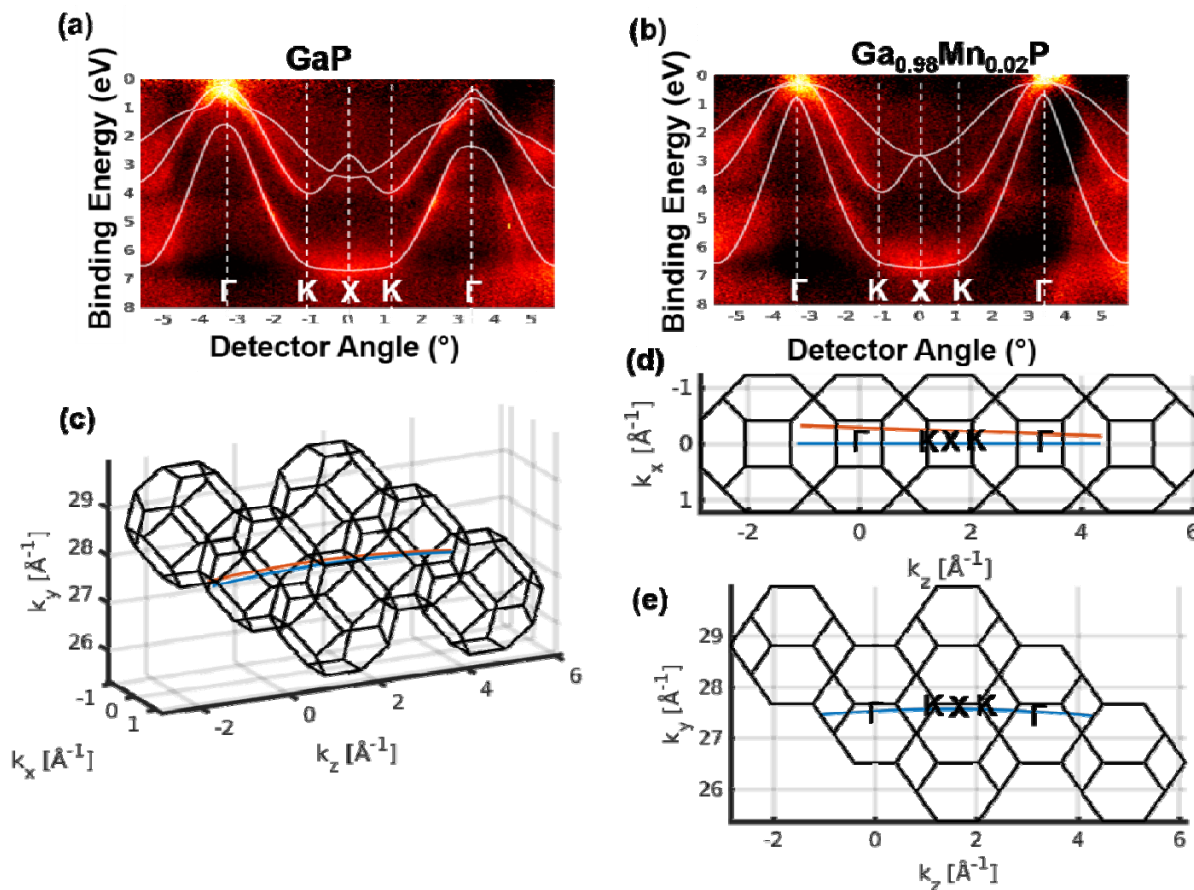 (a)
GaP
Binding Energy (eV)
0
1
2
3
4
5
6
7
8
Γ K X K Γ
-5 -4 -3 -2 -1 0 1 2 3 4 5
Detector Angle (°)
(b)
Ga0.98Mn0.02P
Binding Energy (eV)
0
1
2
3
4
5
6
7
8
Γ K X K Γ
-5 -4 -3 -2 -1 0 1 2 3 4 5
Detector Angle (°)
(c)
ky [Å-1]
29
28
27
26
-1
0
1
kx [Å-1]
-2 0 2 4 6
kz [Å-1]
(d)
kx [Å-1]
-1
0
1
Γ K X K Γ
-2 0 2 4 6
kz [Å-1]
(e)
ky [Å-1]
29
28
27
26
Γ K X K Γ
-2 0 2 4 6
kz [Å-1]